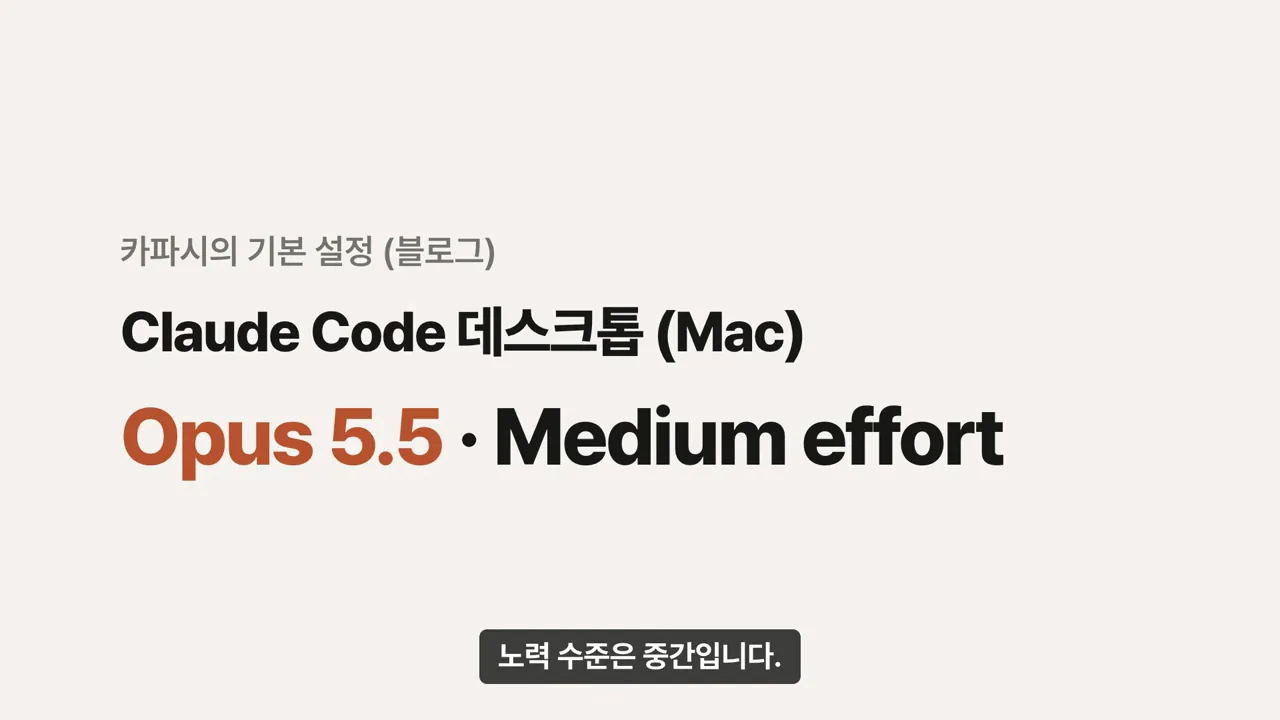 카파시의 기본 설정 (블로그)
Claude Code 데스크톱 (Mac)
Opus 5.5 · Medium effort
노력 수준은 중간입니다.